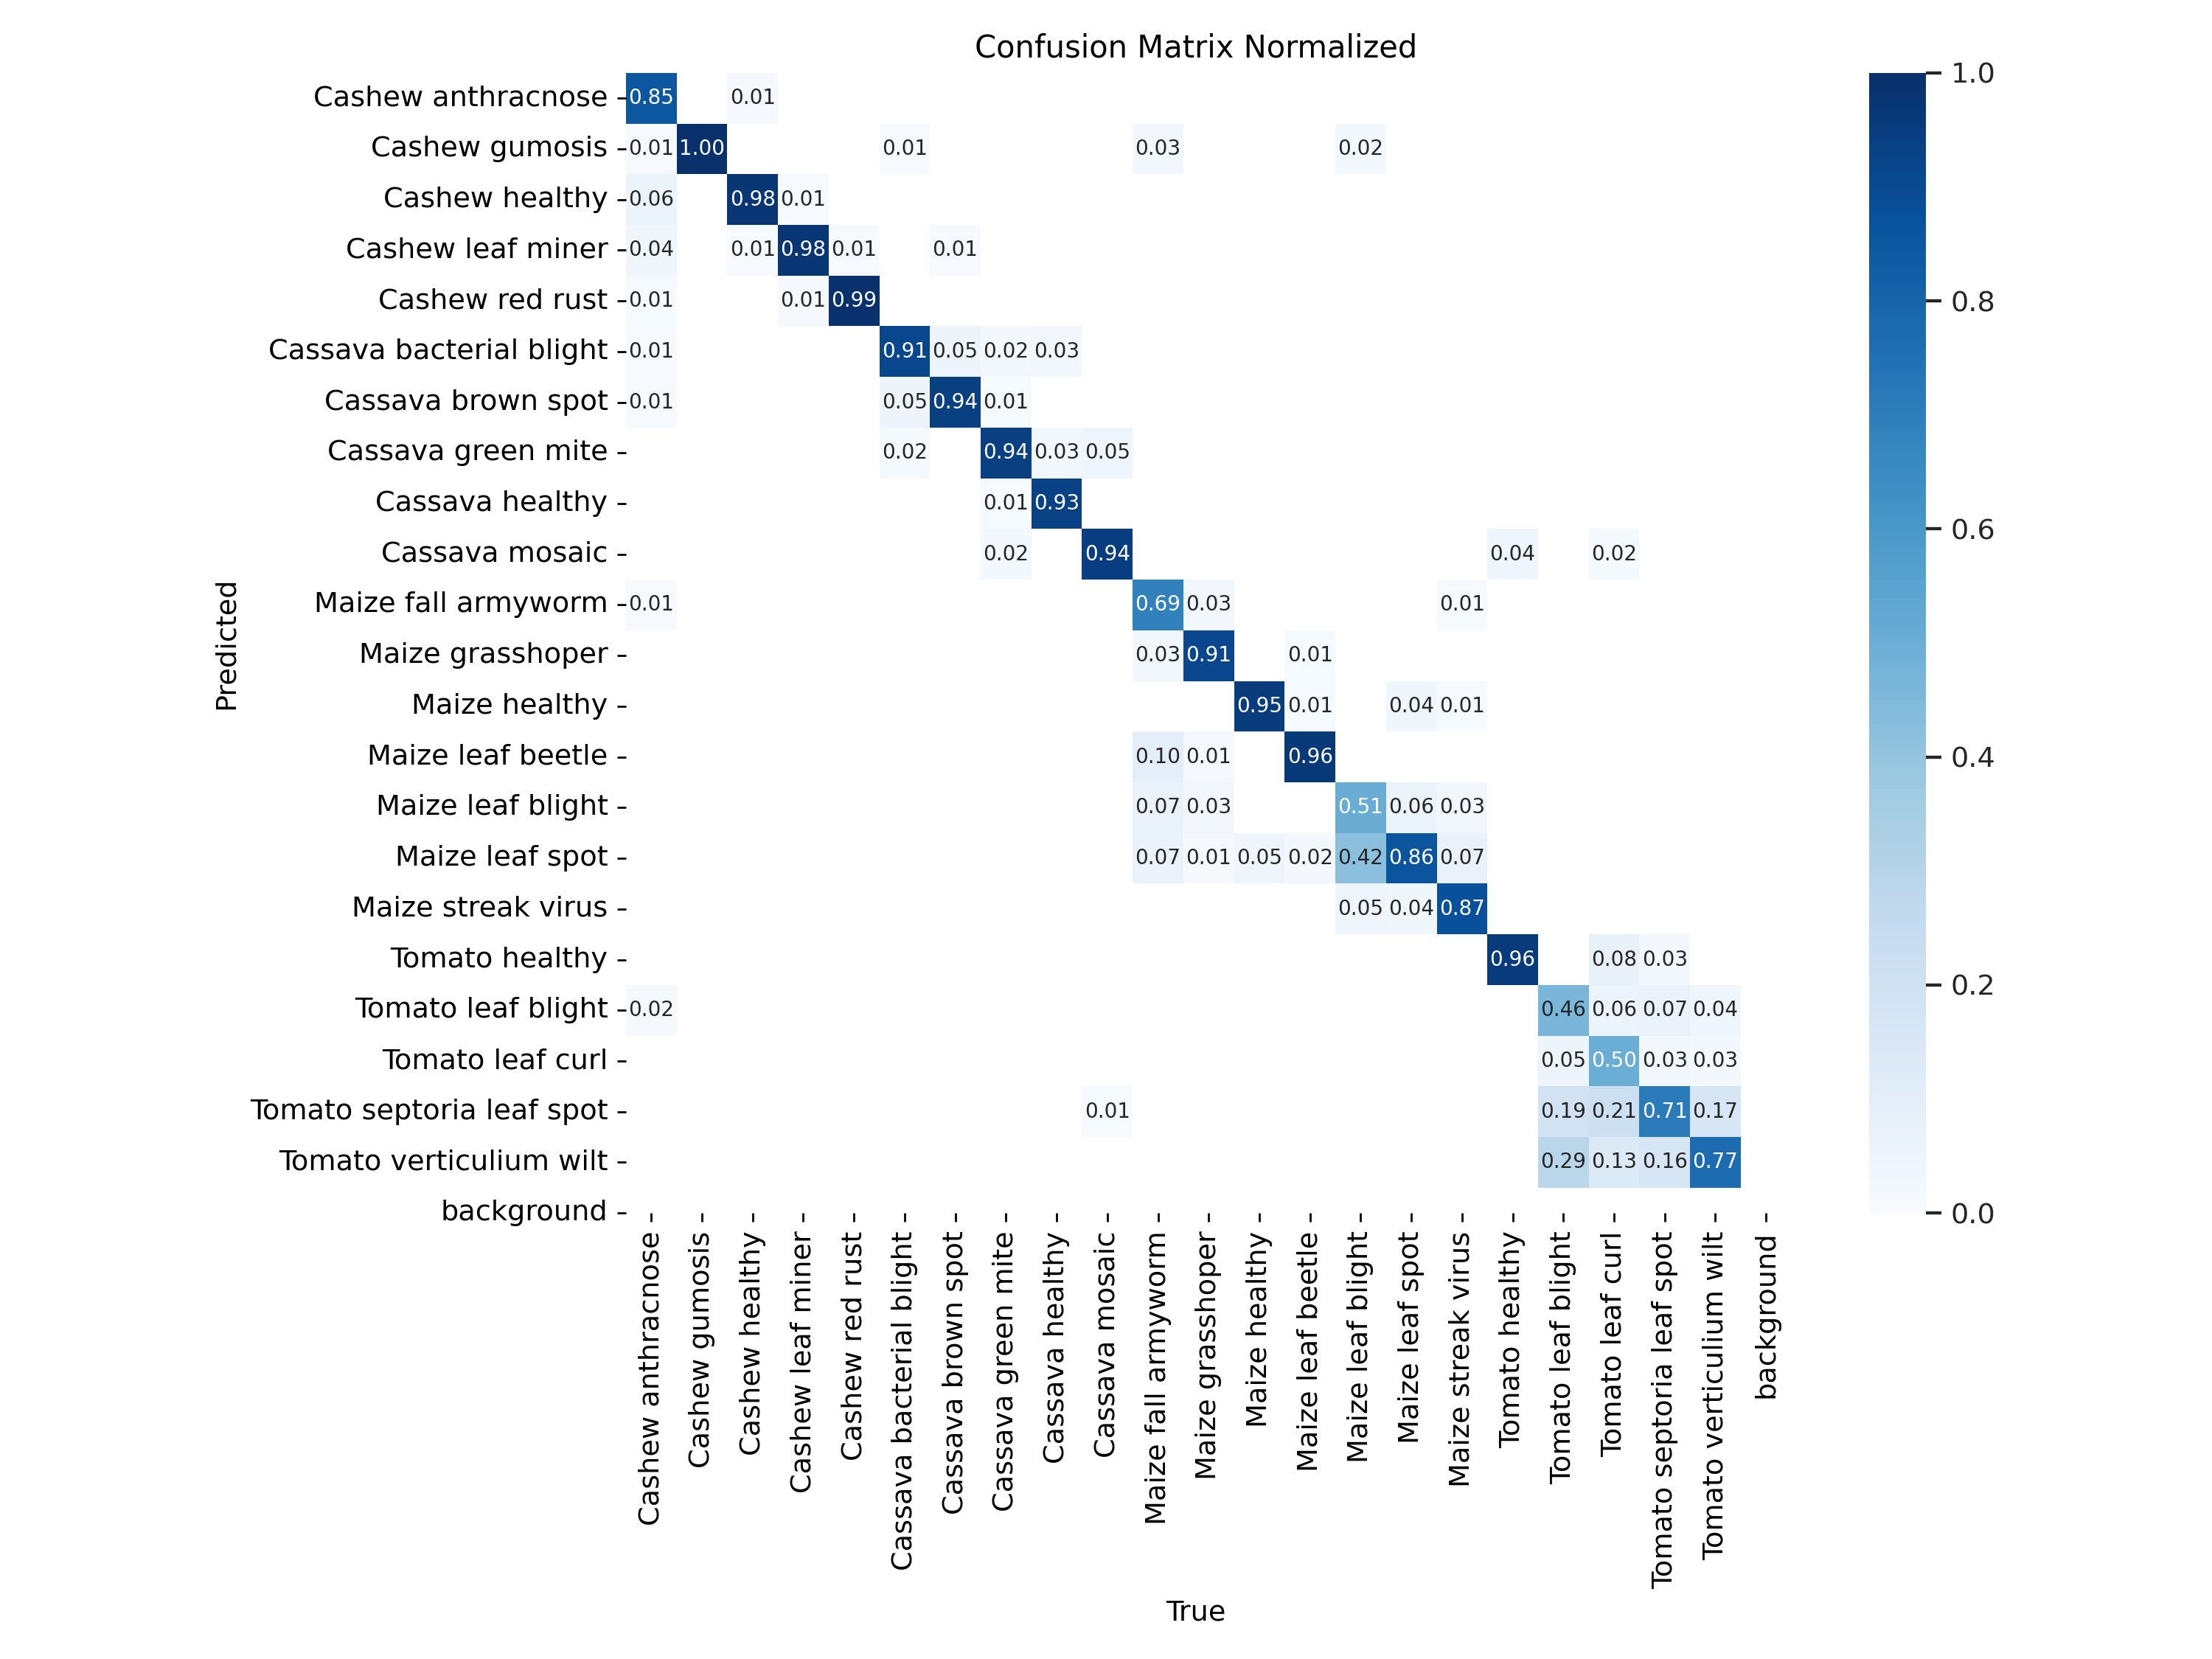 Confusion Matrix Normalized
Cashew anthracnose 0.85 0.01
Cashew gumosis 0.01 1.00 0.01 0.03 0.02
Cashew healthy 0.06 0.98 0.01
Cashew leaf miner 0.04 0.01 0.98 0.01 0.01
Cashew red rust 0.01 0.01 0.99
Cassava bacterial blight 0.01 0.91 0.05 0.02 0.03
Cassava brown spot 0.01 0.05 0.94 0.01
Cassava green mite 0.02 0.94 0.03 0.05
Cassava healthy 0.01 0.93
Cassava mosaic 0.02 0.94 0.04 0.02
Maize fall armyworm 0.01 0.69 0.03 0.01
Maize grasshoper 0.03 0.91 0.01
Maize healthy 0.95 0.01 0.04 0.01
Maize leaf beetle 0.10 0.01 0.96
Maize leaf blight 0.07 0.03 0.51 0.06 0.03
Maize leaf spot 0.07 0.01 0.05 0.02 0.42 0.86 0.07
Maize streak virus 0.05 0.04 0.87
Tomato healthy 0.96 0.08 0.03
Tomato leaf blight 0.02 0.46 0.06 0.07 0.04
Tomato leaf curl 0.05 0.50 0.03 0.03
Tomato septoria leaf spot 0.01 0.19 0.21 0.71 0.17
Tomato verticulium wilt 0.29 0.13 0.16 0.77
background
Predicted
Cashew anthracnose
Cashew gumosis
Cashew healthy
Cashew leaf miner
Cashew red rust
Cassava bacterial blight
Cassava brown spot
Cassava green mite
Cassava healthy
Cassava mosaic
Maize fall armyworm
Maize grasshoper
Maize healthy
Maize leaf beetle
Maize leaf blight
Maize leaf spot
Maize streak virus
Tomato healthy
Tomato leaf blight
Tomato leaf curl
Tomato septoria leaf spot
Tomato verticulium wilt
background
True
1.0
0.8
0.6
0.4
0.2
0.0